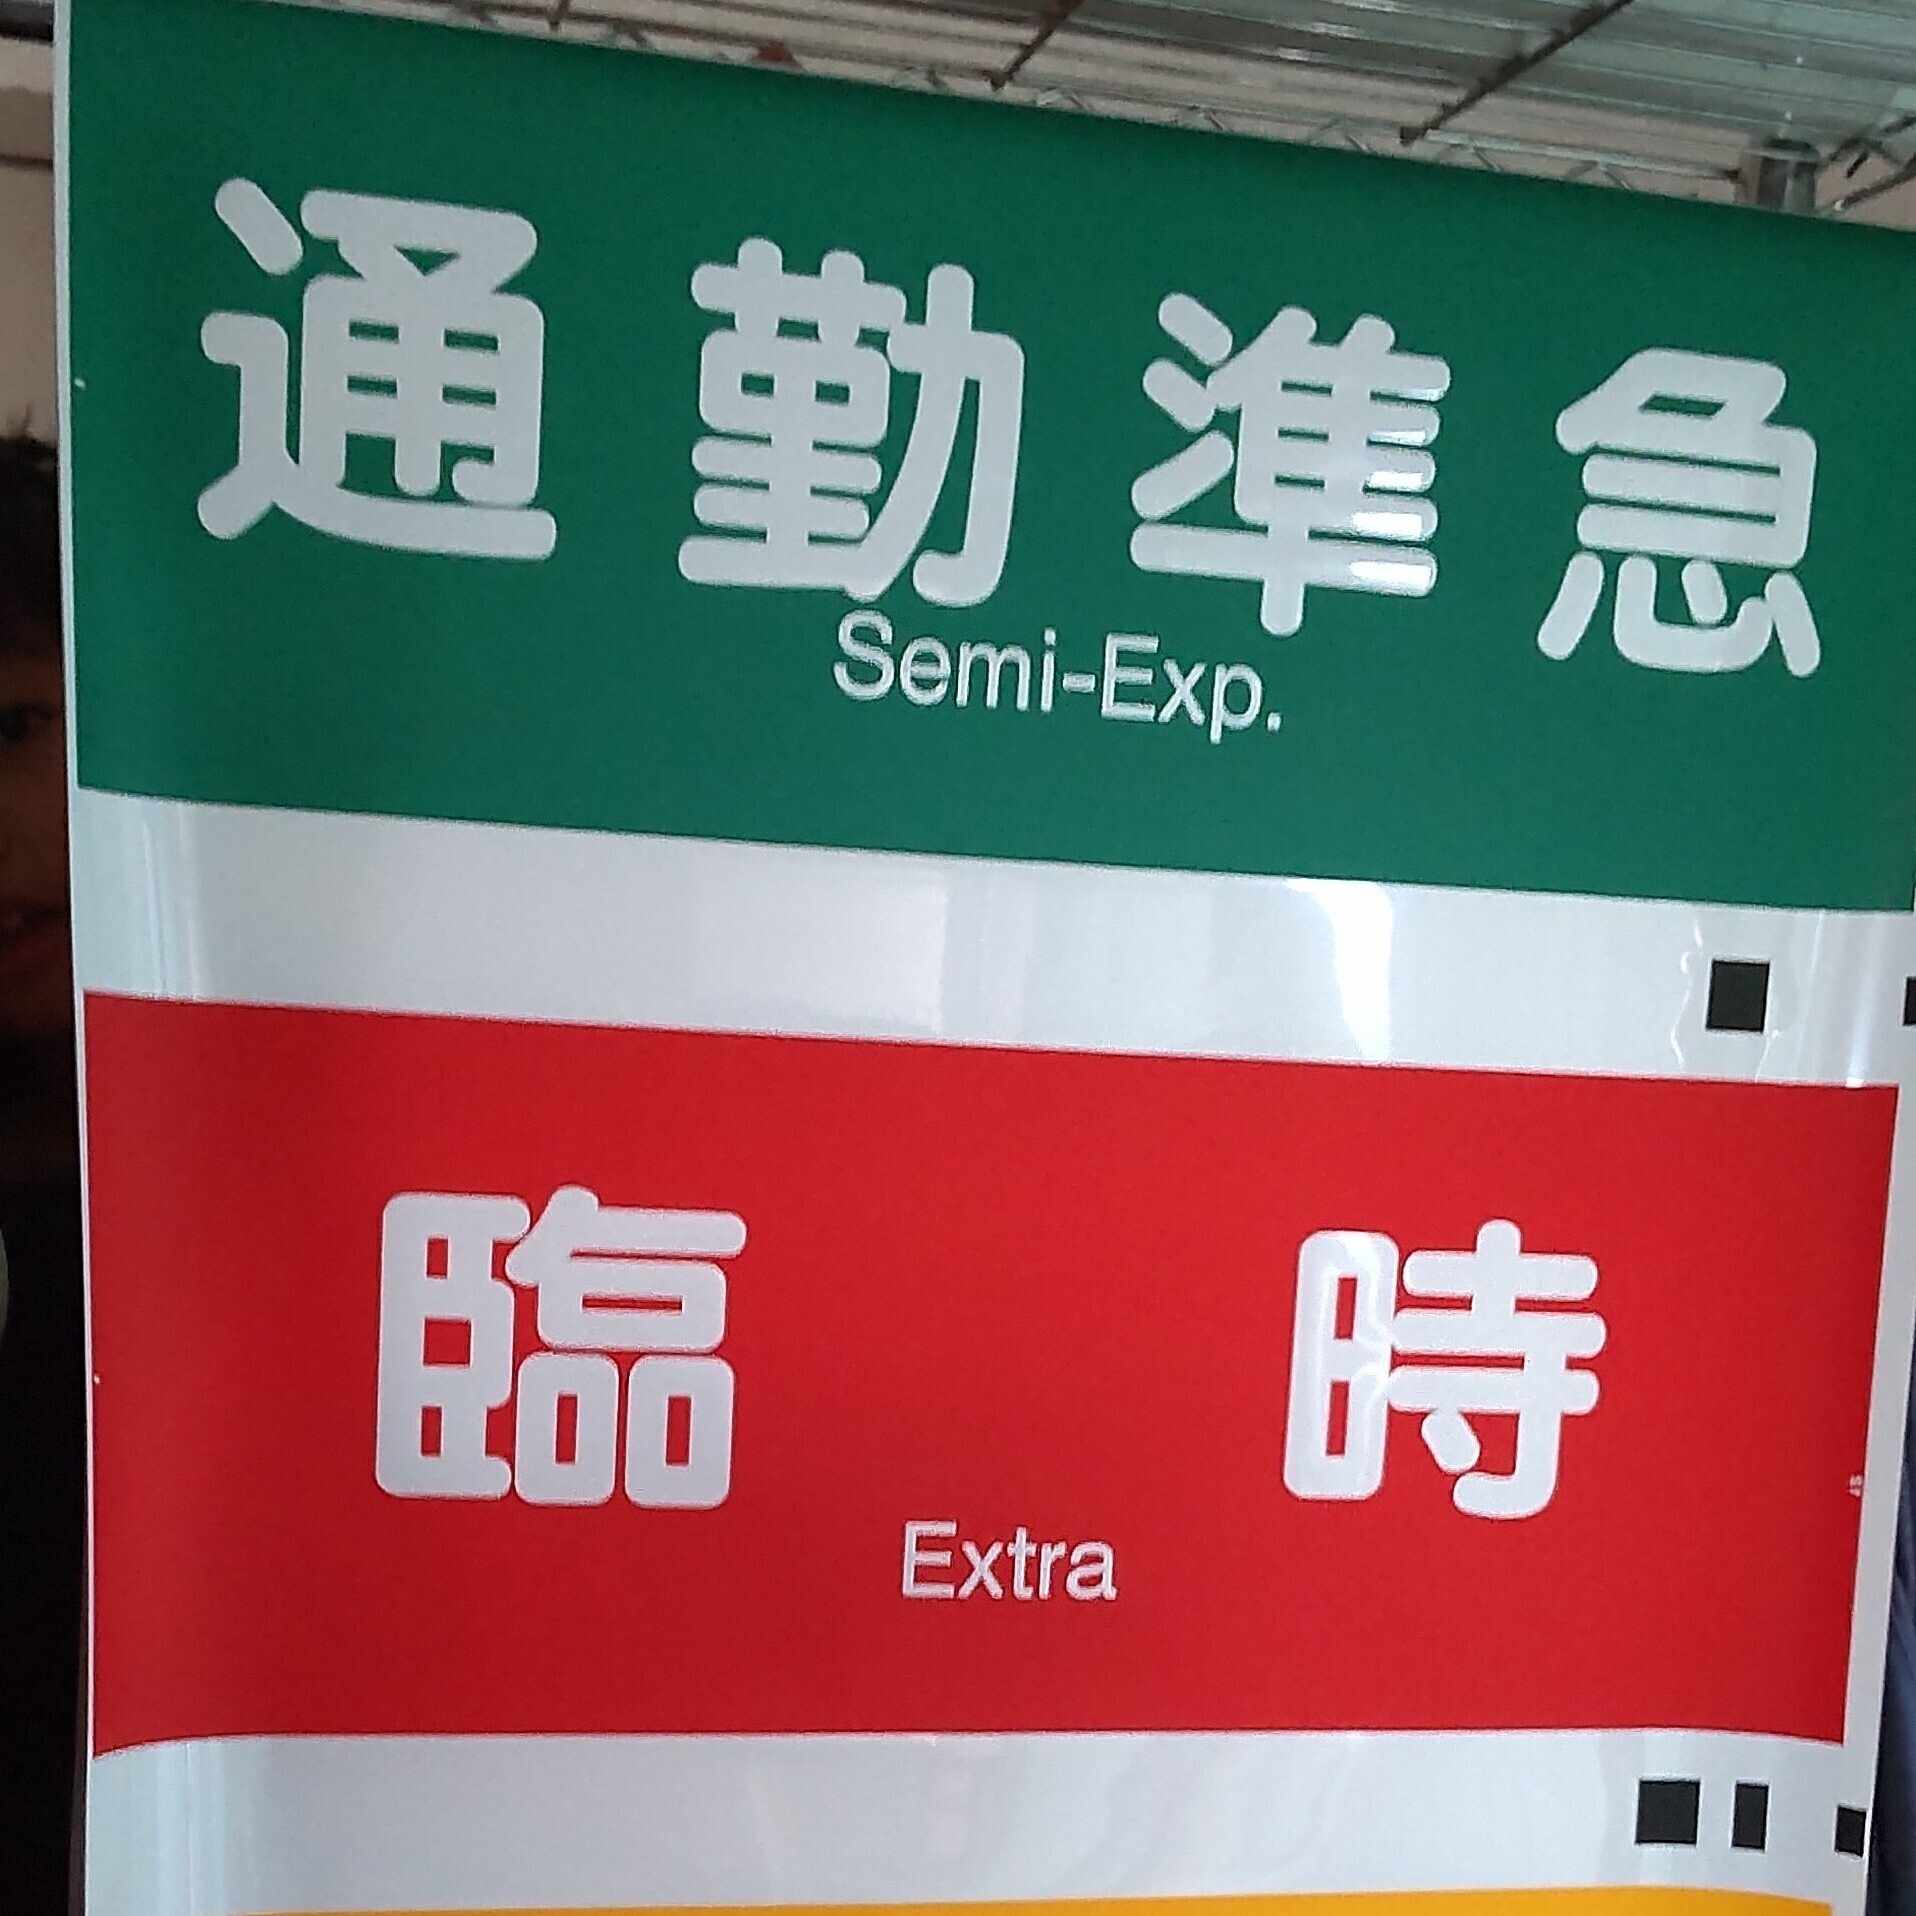 通勤準急
Semi-Exp.
臨時
Extra